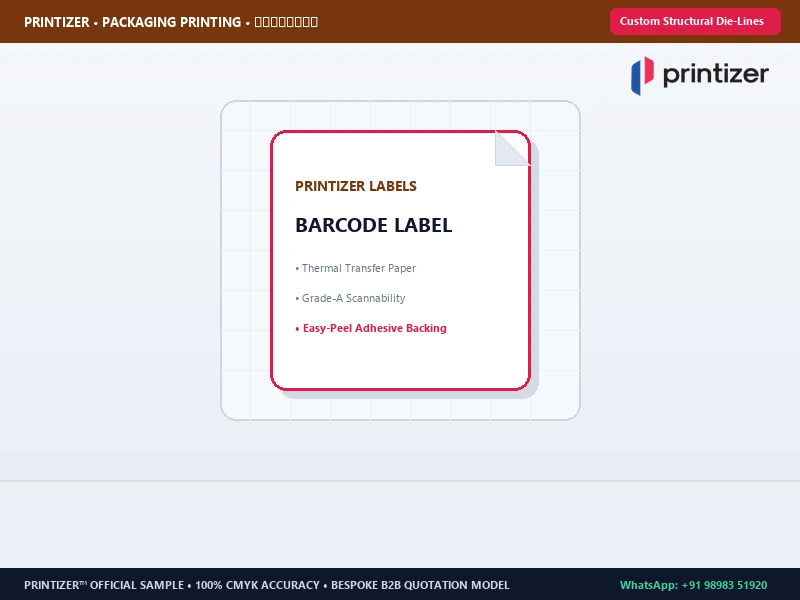 PRINTIZER • PACKAGING PRINTING •
Custom Structural Die-Lines
printizer
PRINTIZER LABELS
BARCODE LABEL
• Thermal Transfer Paper
• Grade-A Scannability
• Easy-Peel Adhesive Backing
PRINTIZER™ OFFICIAL SAMPLE • 100% CMYK ACCURACY • BESPOKE B2B QUOTATION MODEL
WhatsApp: +91 98983 51920